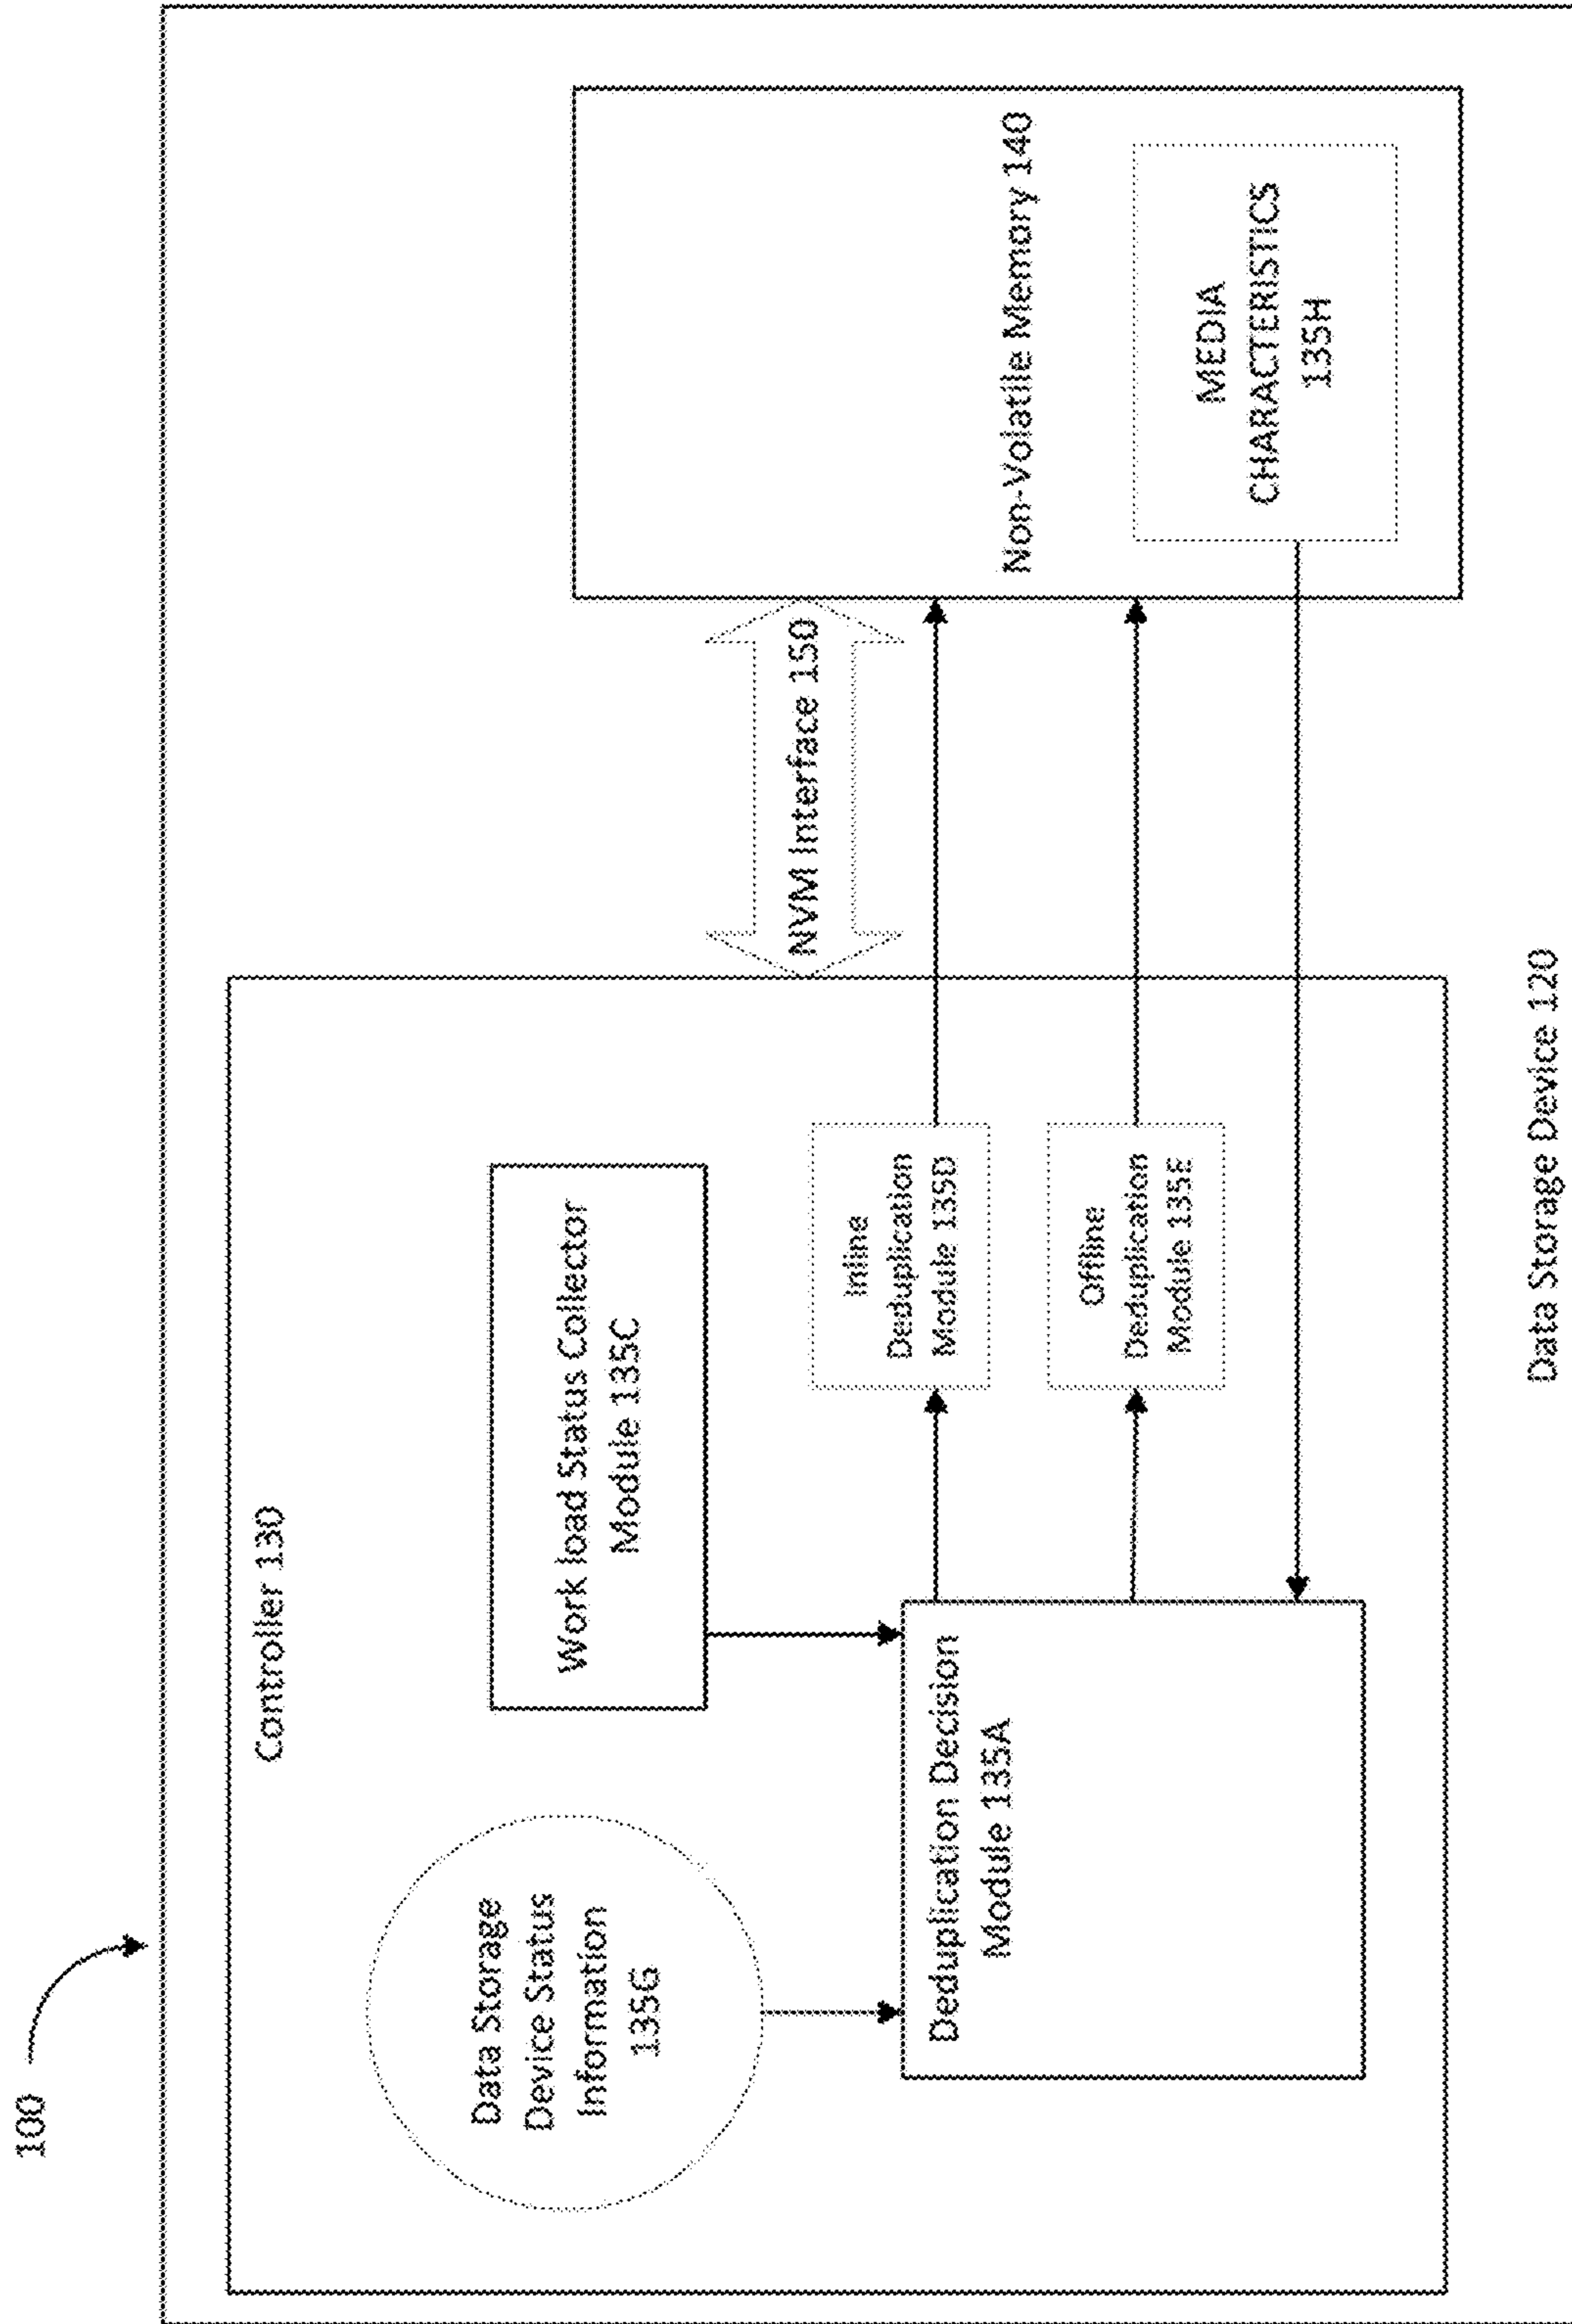 100
Controller 130
Data Storage
Device Status
Information
135G
Work load Status Collector
Module 135C
Deduplication Decision
Module 135A
Inline
Deduplication
Module 135D
Offline
Deduplication
Module 135E
NVM Interface 150
Non-Volatile Memory 140
MEDIA
CHARACTERISTICS
135H
Data Storage Device 120